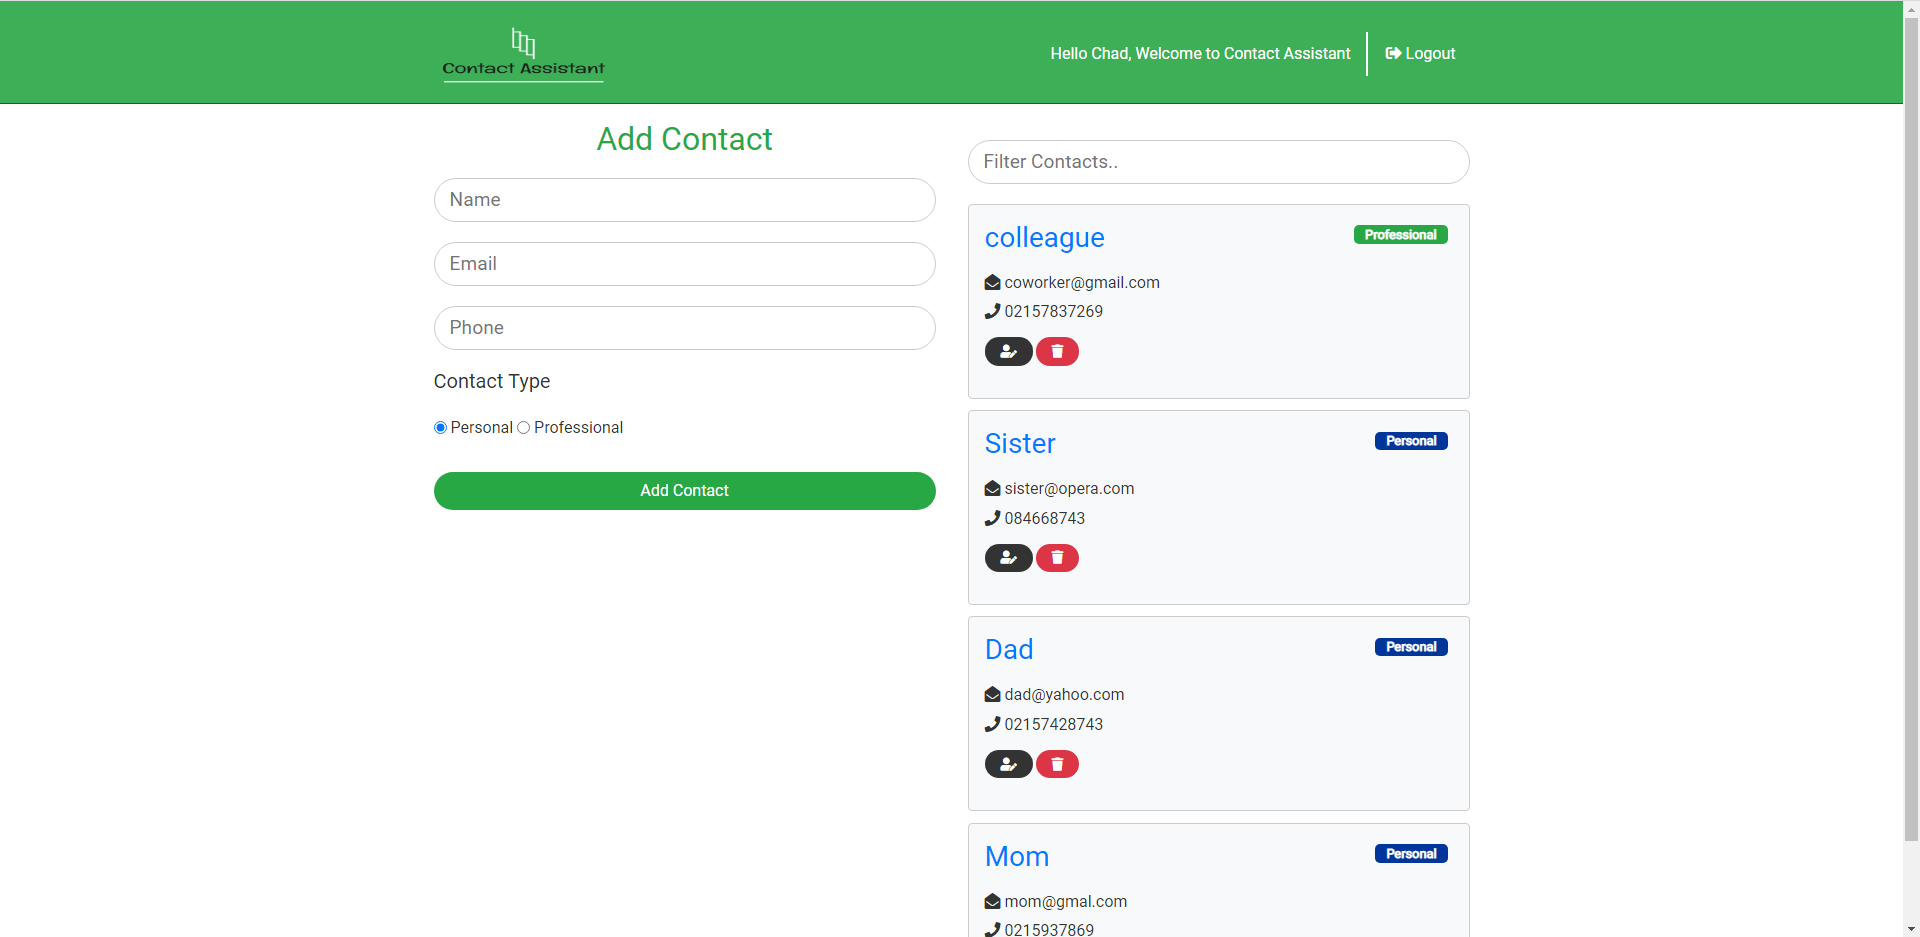 Contact Assistant
Hello Chad, Welcome to Contact Assistant
Logout
Add Contact
Name
Email
Phone
Contact Type
Personal Professional
Add Contact
Filter Contacts..
colleague
Professional
coworker@gmail.com
02157837269
Sister
Personal
sister@opera.com
084668743
Dad
Personal
dad@yahoo.com
02157428743
Mom
Personal
mom@gmal.com
0215937869